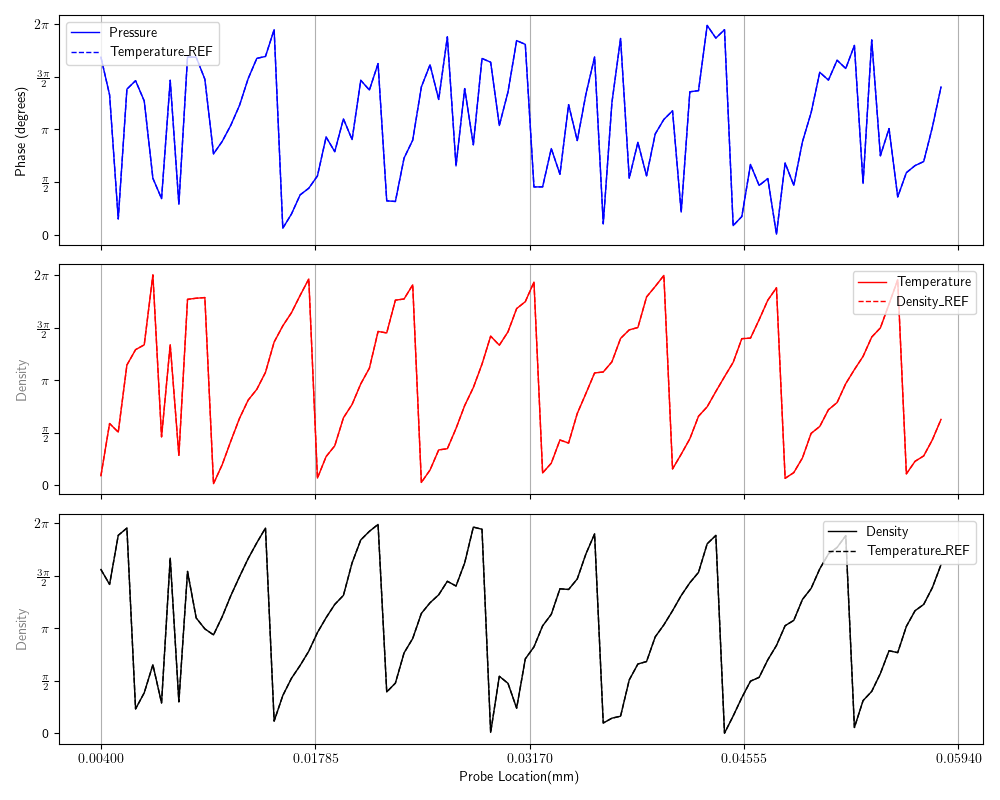 2π
3π/2
π
π/2
0
Phase (degrees)
Pressure
Temperature_REF
2π
3π/2
π
π/2
0
Density
Temperature
Density_REF
2π
3π/2
π
π/2
0
Density
Density
Temperature_REF
0.00400 0.01785 0.03170 0.04555 0.05940
Probe Location(mm)